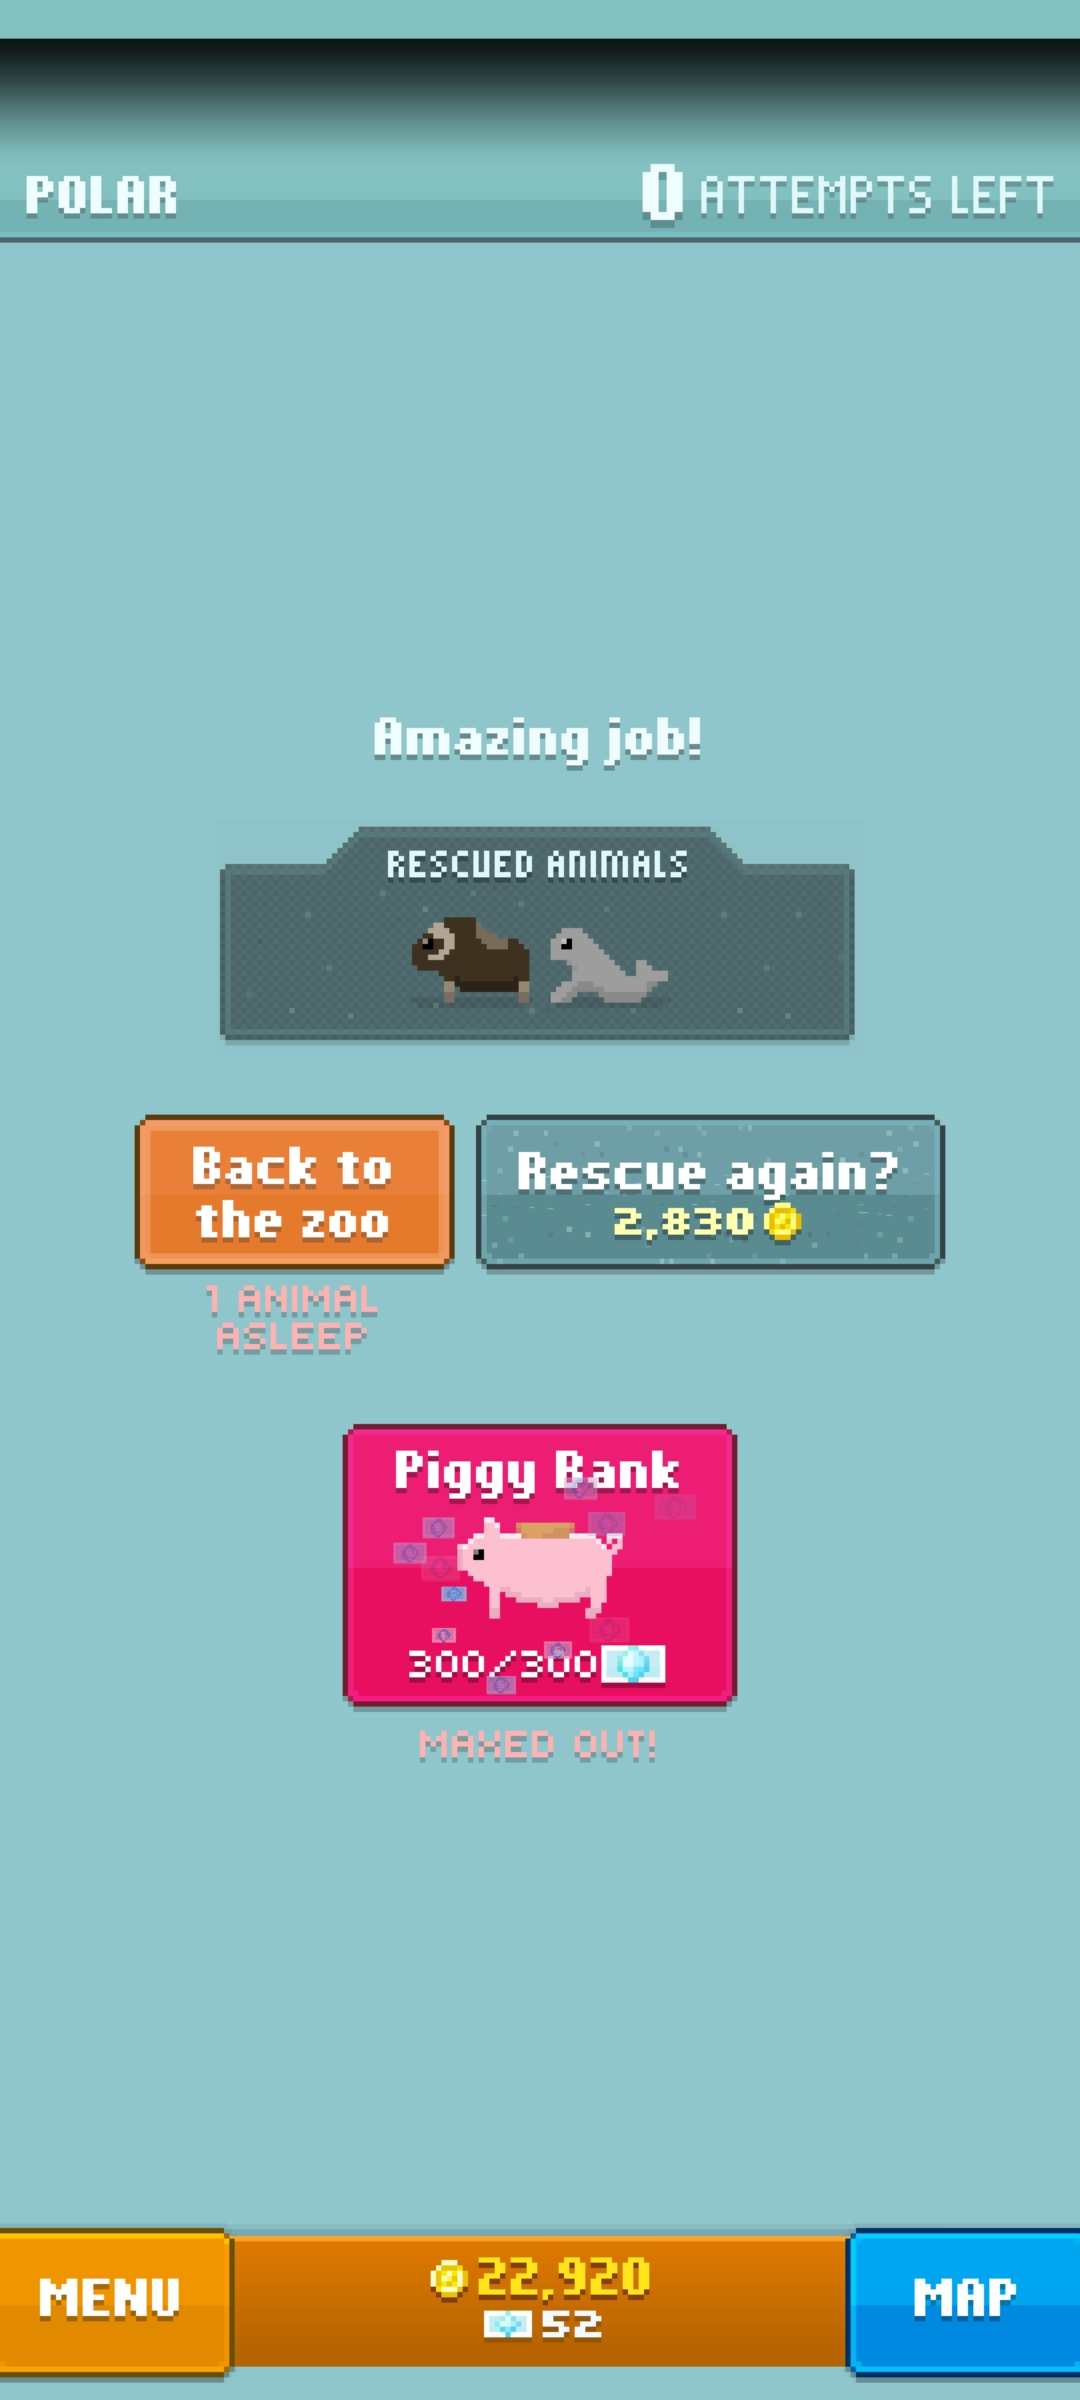 POLAR
0 ATTEMPTS LEFT
Amazing job!
RESCUED ANIMALS
Back to
the zoo
Rescue again?
2,830
1 ANIMAL
ASLEEP
Piggy Bank
300/300
MAXED OUT!
MENU
22,920
52
MAP